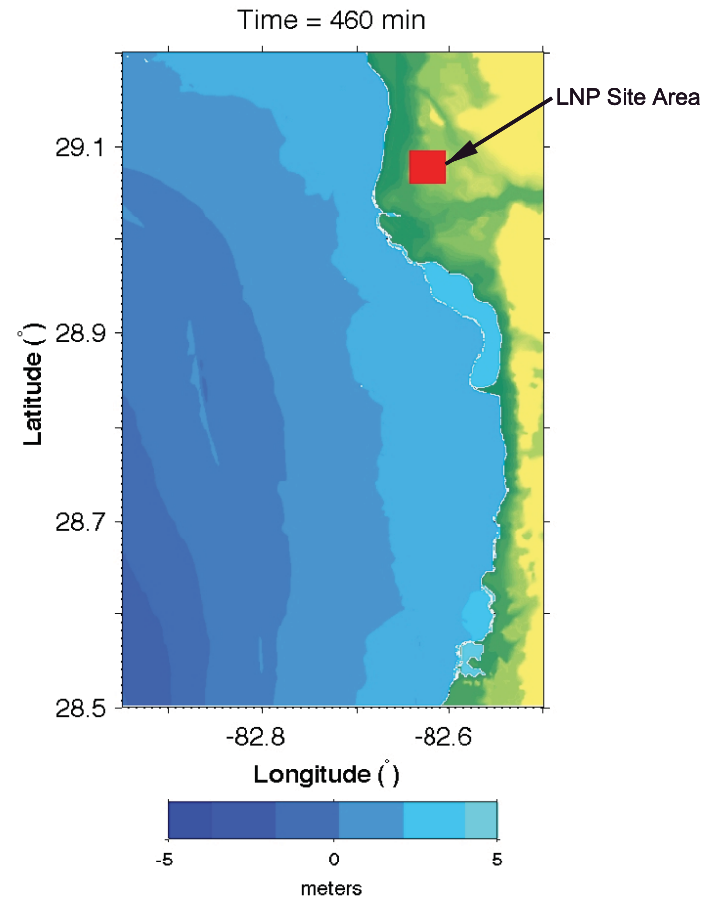 Time = 460 min
LNP Site Area
29.1
28.9
28.7
28.5
Latitude (°)
-82.8
-82.6
Longitude (°)
-5
0
5
meters